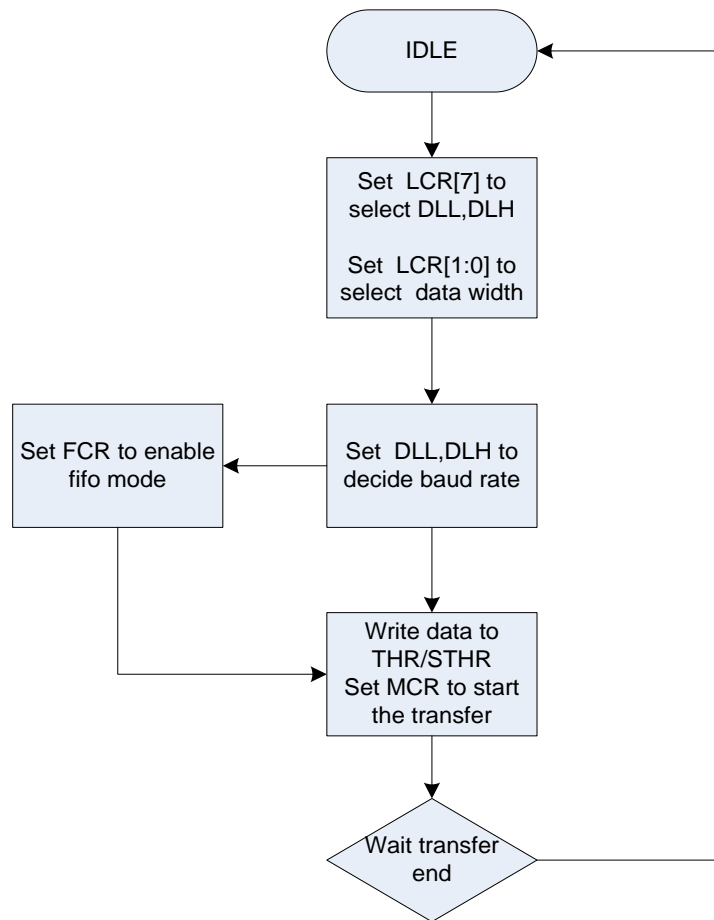 IDLE
Set LCR[7] to
select DLL,DLH
Set LCR[1:0] to
select data width
Set FCR to enable
fifo mode
Set DLL,DLH to
decide baud rate
Write data to
THR/STHR
Set MCR to start
the transfer
Wait transfer
end